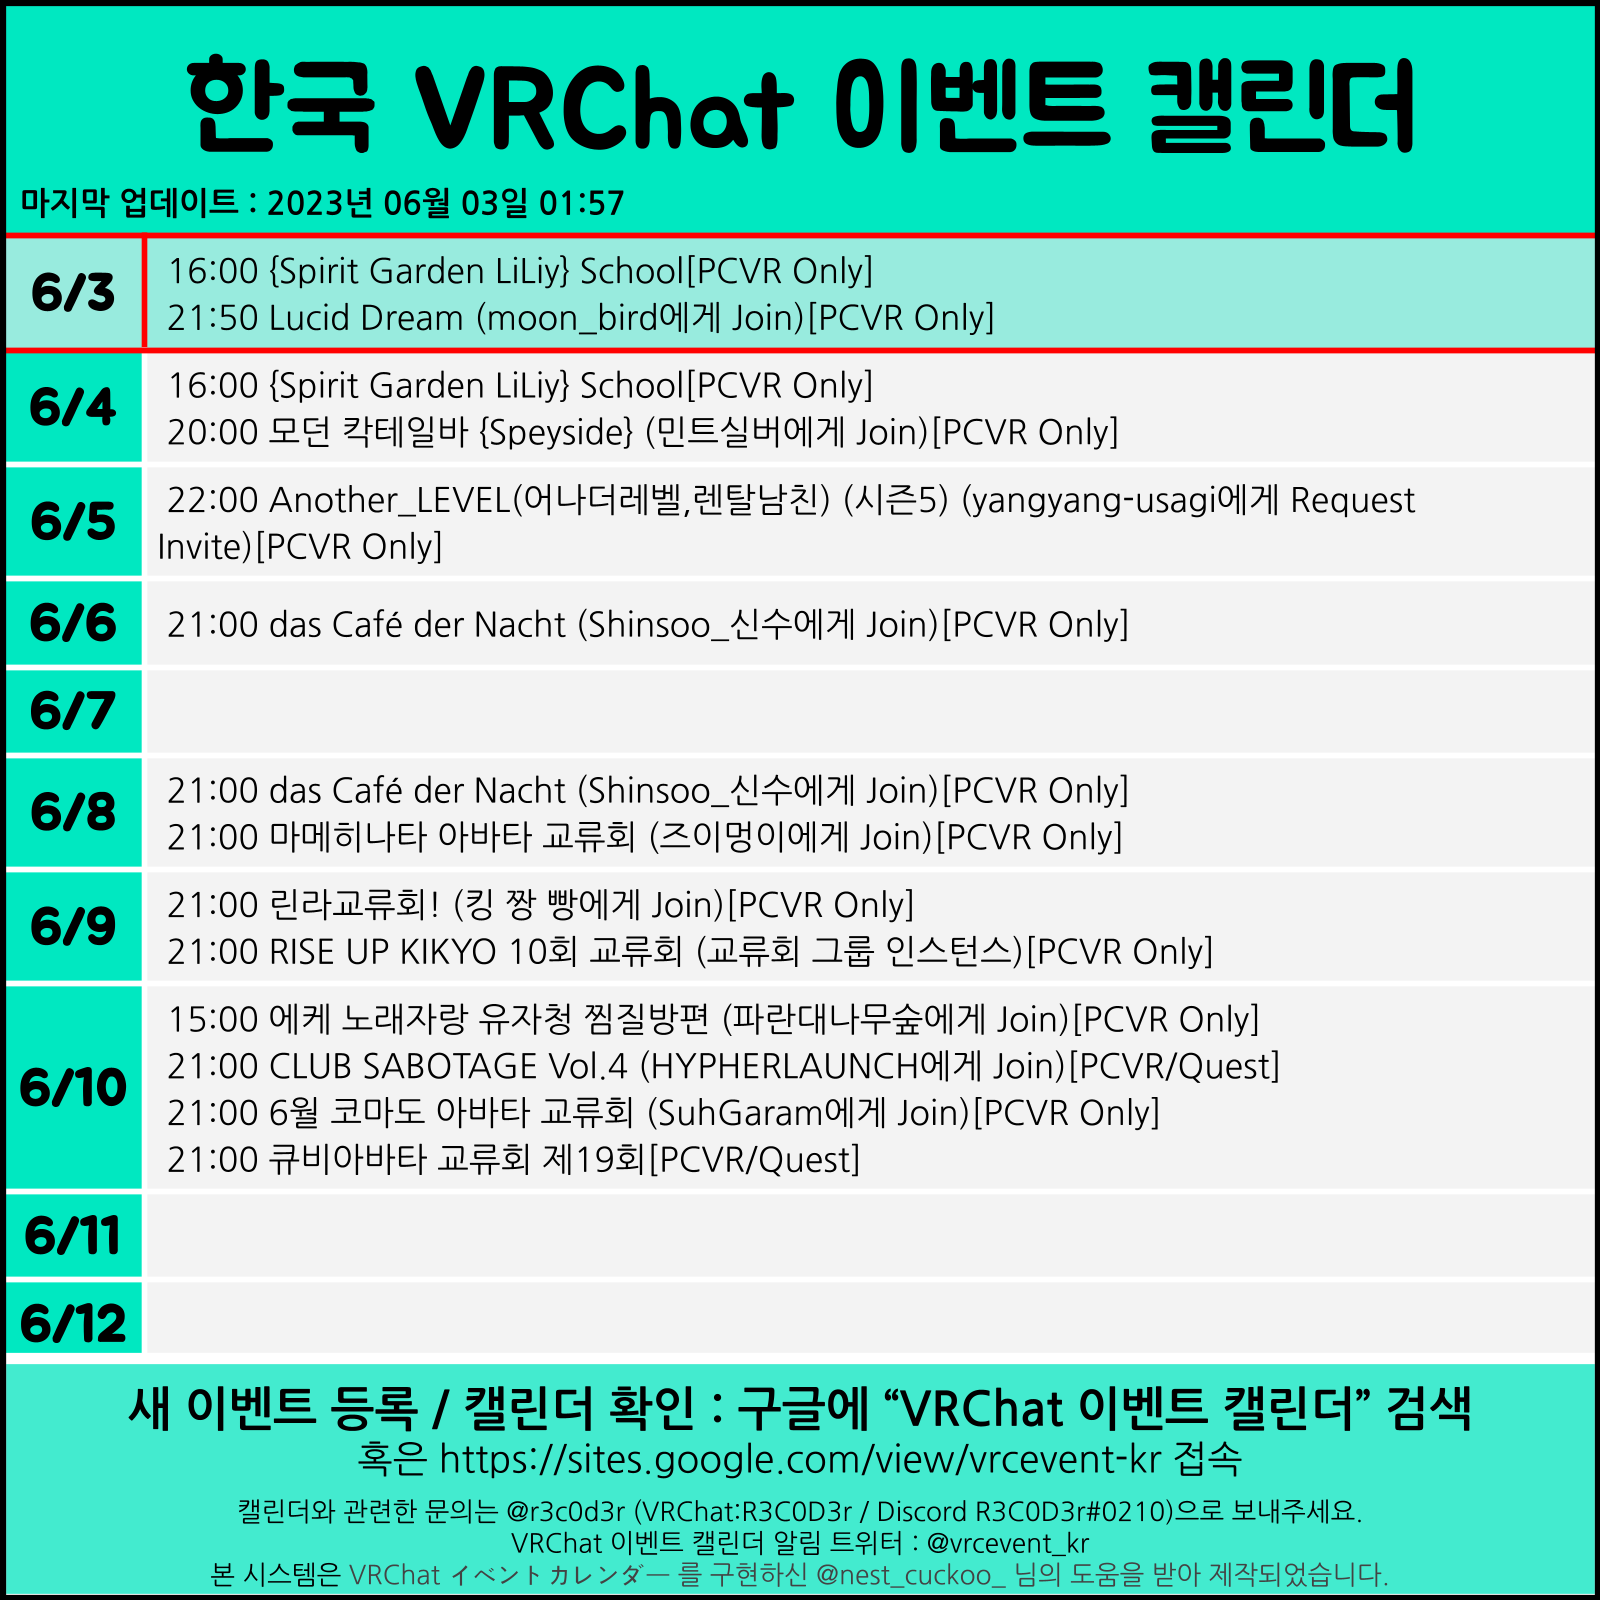 한국 VRChat 이벤트 캘린더
마지막 업데이트 : 2023년 06월 03일 01:57
6/3
16:00 {Spirit Garden LiLiy} School[PCVR Only]
21:50 Lucid Dream (moon_bird에게 Join)[PCVR Only]
6/4
16:00 {Spirit Garden LiLiy} School[PCVR Only]
20:00 모던 칵테일바 {Speyside} (민트실버에게 Join)[PCVR Only]
6/5
22:00 Another_LEVEL(어나더레벨,렌탈남친) (시즌5) (yangyang-usagi에게 Request
Invite)[PCVR Only]
6/6
21:00 das Café der Nacht (Shinsoo_신수에게 Join)[PCVR Only]
6/7
6/8
21:00 das Café der Nacht (Shinsoo_신수에게 Join)[PCVR Only]
21:00 마메히나타 아바타 교류회 (즈이멍이에게 Join)[PCVR Only]
6/9
21:00 린라교류회! (킹 짱 빵에게 Join)[PCVR Only]
21:00 RISE UP KIKYO 10회 교류회 (교류회 그룹 인스턴스)[PCVR Only]
6/10
15:00 에케 노래자랑 유자청 찜질방편 (파란대나무숲에게 Join)[PCVR Only]
21:00 CLUB SABOTAGE Vol.4 (HYPHERLAUNCH에게 Join)[PCVR/Quest]
21:00 6월 코마도 아바타 교류회 (SuhGaram에게 Join)[PCVR Only]
21:00 큐비아바타 교류회 제19회[PCVR/Quest]
6/11
6/12
새 이벤트 등록 / 캘린더 확인 : 구글에 “VRChat 이벤트 캘린더” 검색
혹은 https://sites.google.com/view/vrcevent-kr 접속
캘린더와 관련한 문의는 @r3c0d3r (VRChat:R3C0D3r / Discord R3C0D3r#0210)으로 보내주세요.
VRChat 이벤트 캘린더 알림 트위터 : @vrcevent_kr
본 시스템은 VRChat イベントカレンダー 를 구현하신 @nest_cuckoo_ 님의 도움을 받아 제작되었습니다.